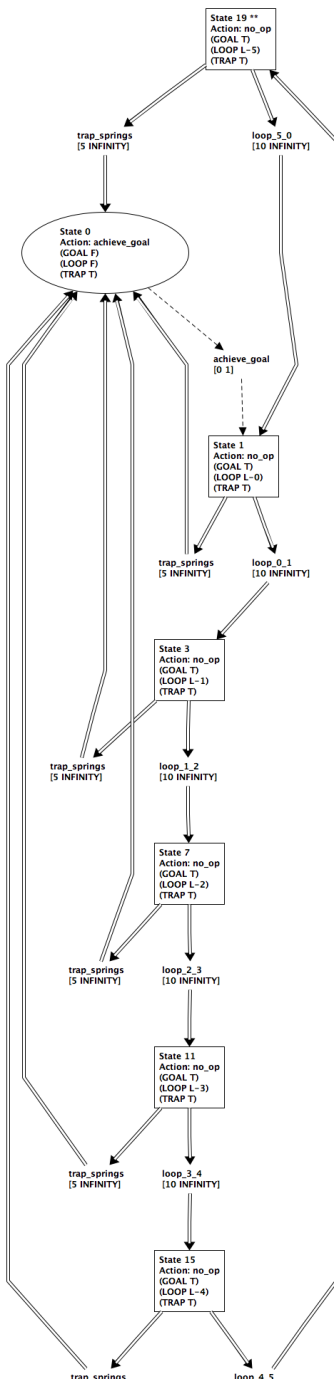 State 19 **
Action: no_op
(GOAL T)
(LOOP L-5)
(TRAP T)
trap_springs
[5 INFINITY]
loop_5_0
[10 INFINITY]
State 0
Action: achieve_goal
(GOAL F)
(LOOP F)
(TRAP T)
achieve_goal
[0 1]
State 1
Action: no_op
(GOAL T)
(LOOP L-0)
(TRAP T)
trap_springs
[5 INFINITY]
loop_0_1
[10 INFINITY]
State 3
Action: no_op
(GOAL T)
(LOOP L-1)
(TRAP T)
trap_springs
[5 INFINITY]
loop_1_2
[10 INFINITY]
State 7
Action: no_op
(GOAL T)
(LOOP L-2)
(TRAP T)
trap_springs
[5 INFINITY]
loop_2_3
[10 INFINITY]
State 11
Action: no_op
(GOAL T)
(LOOP L-3)
(TRAP T)
trap_springs
[5 INFINITY]
loop_3_4
[10 INFINITY]
State 15
Action: no_op
(GOAL T)
(LOOP L-4)
(TRAP T)
trap_springs
loop_4_5